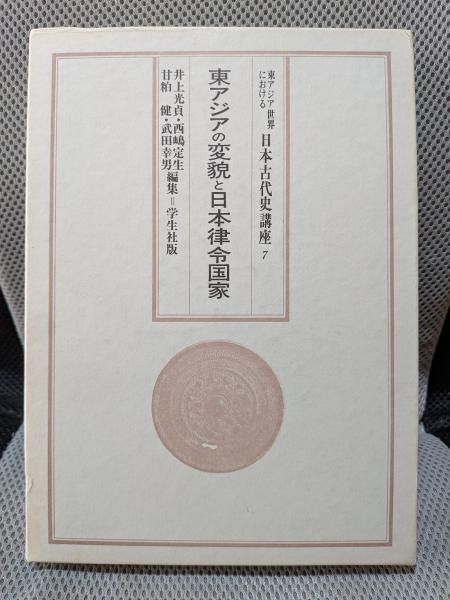 東アジア世界
における
日本古代史講座 7
東アジアの変貌と日本律令国家
井上光貞・西嶋定生
甘粕 健・武田幸男
編集＝学生社版